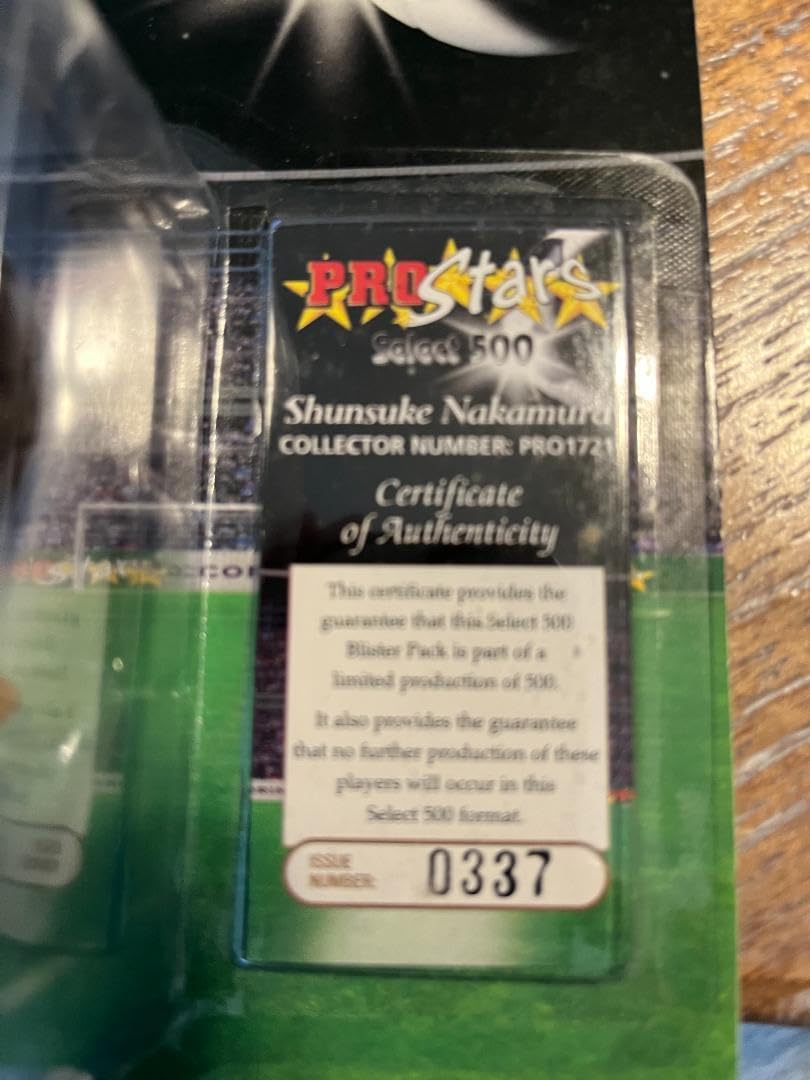 PROStars
Select 500
Shunsuke Nakamura
COLLECTOR NUMBER: PRO1721
Certificate
of Authenticity
This certificate provides the
guarantee that this Select 500
Blister Pack is part of a
limited production of 500.
It also provides the guarantee
that no further production of these
players will occur in this
Select 500 format.
ISSUE
NUMBER:
0337